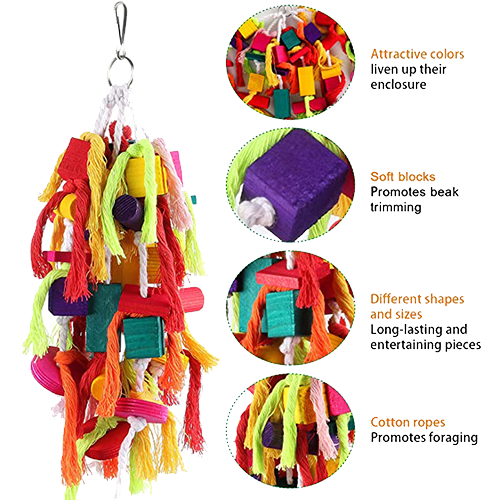 Attractive colors
liven up their
enclosure
Soft blocks
Promotes beak
trimming
Different shapes
and sizes
Long-lasting and
entertaining pieces
Cotton ropes
Promotes foraging